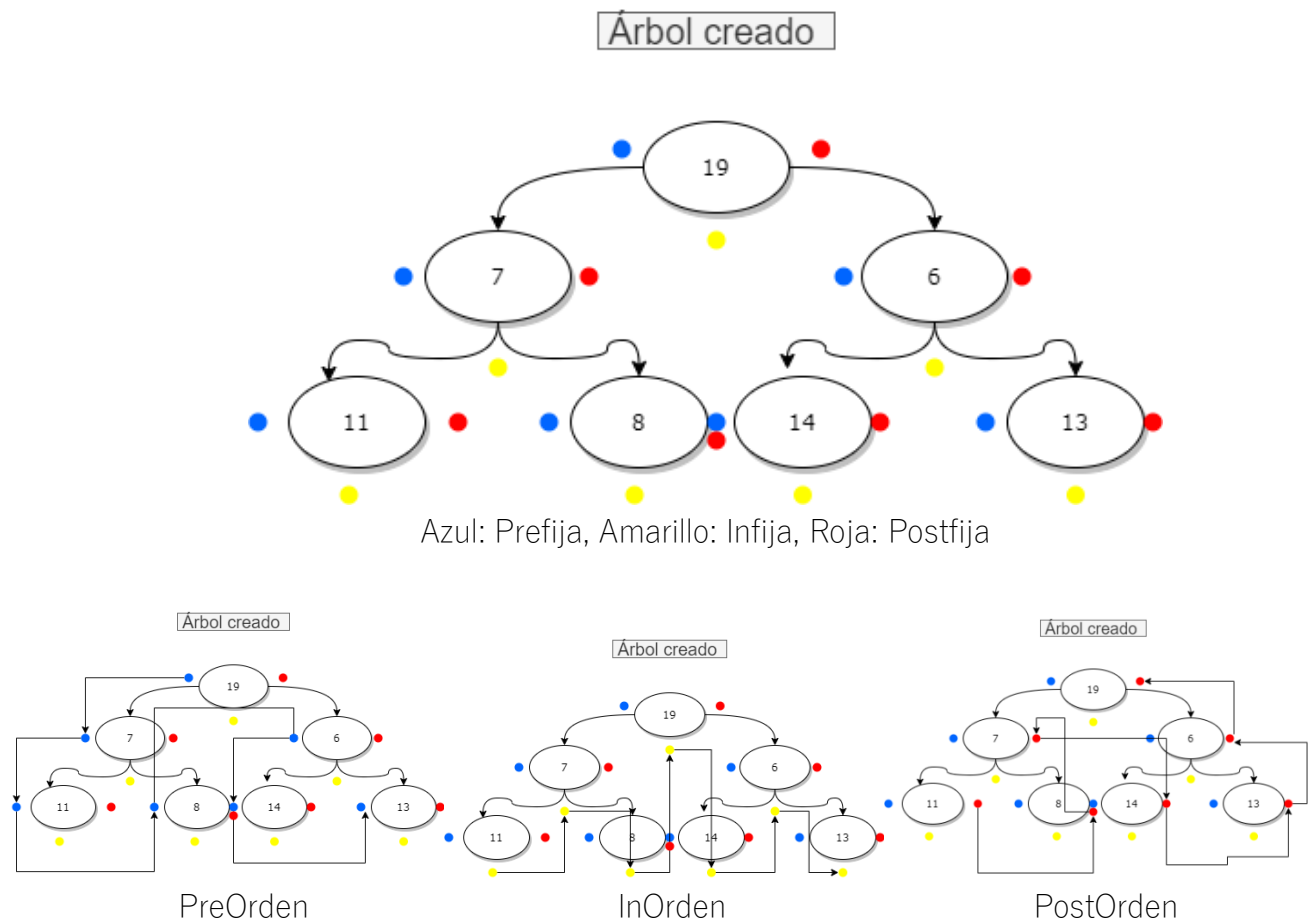 Árbol creado
19
7 6
11 8 14 13
Azul: Prefija, Amarillo: Infija, Roja: Postfija
Árbol creado
19
7 6
11 8 14 13
PreOrden
Árbol creado
19
7 6
11 8 14 13
InOrden
Árbol creado
19
7 6
11 8 14 13
PostOrden